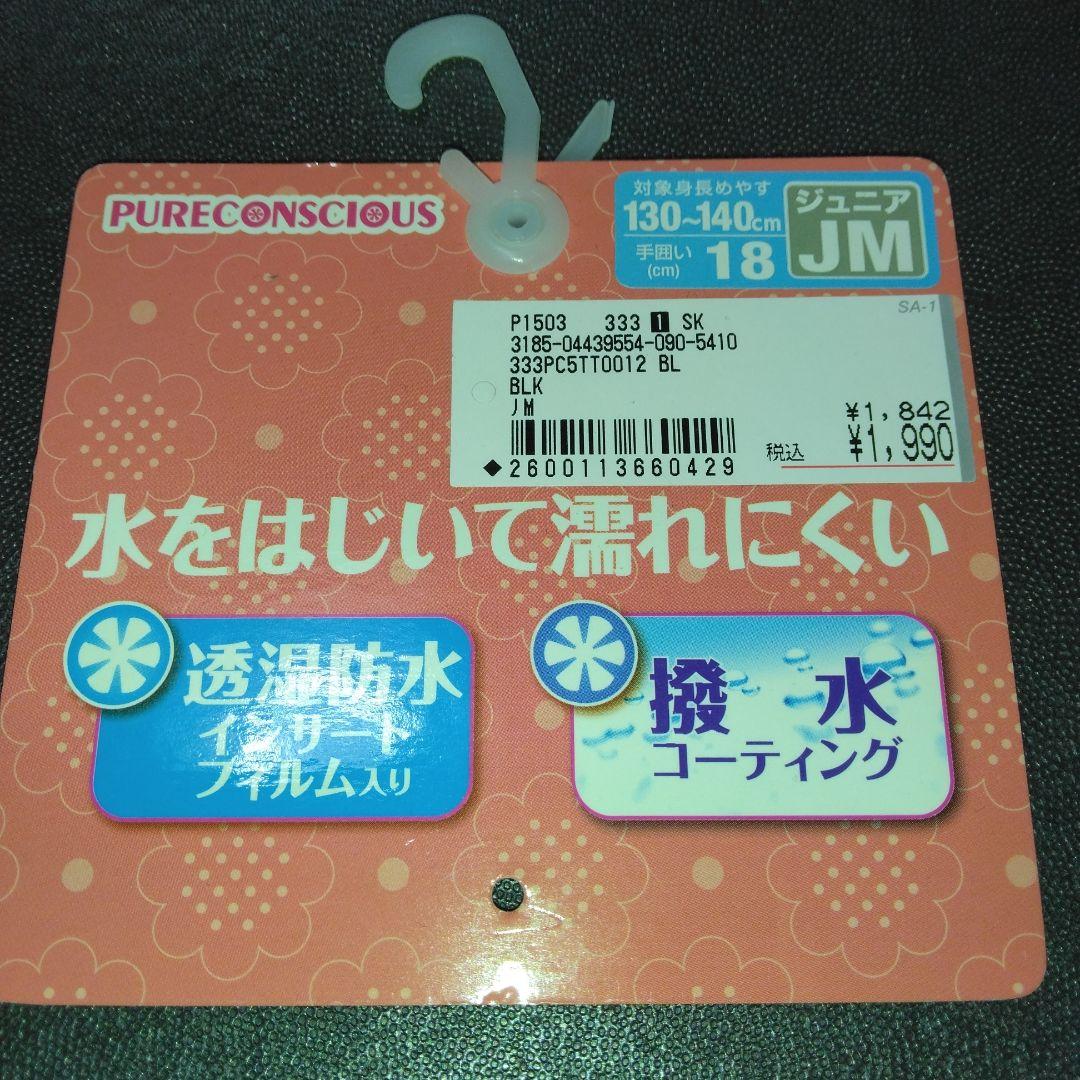 PURECONSCIOUS
対象身長めやす
130~140cm
手囲い
(cm)
18
ジュニア
JM
SA-1
P1503 333 1 SK
3185-04439554-090-5410
333PC5TT0012 BL
BLK
JM
¥1,842
税込 ¥1,990
◆2600113660429
水をはじいて濡れにくい
透湿防水
インサート
フィルム入り
撥水
コーティング